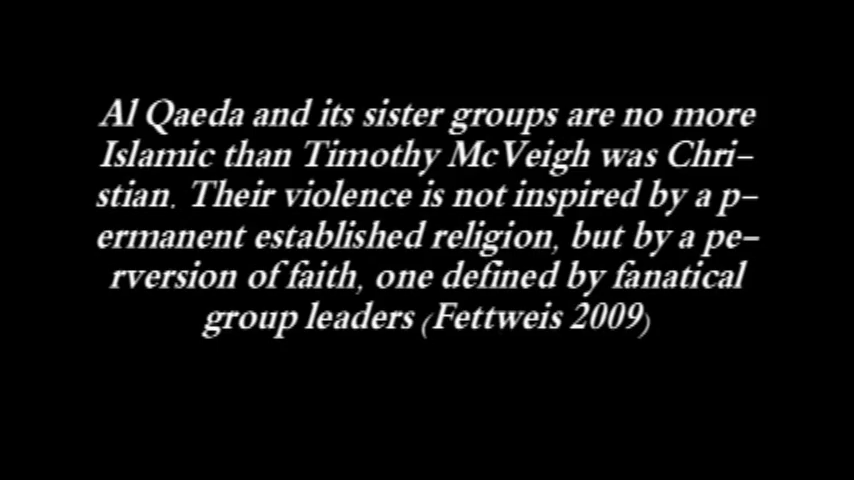 Al Qaeda and its sister groups are no more
Islamic than Timothy McVeigh was Chri-
stian. Their violence is not inspired by a p-
ermanent established religion, but by a pe-
rversion of faith, one defined by fanatical
group leaders (Fettweis 2009)